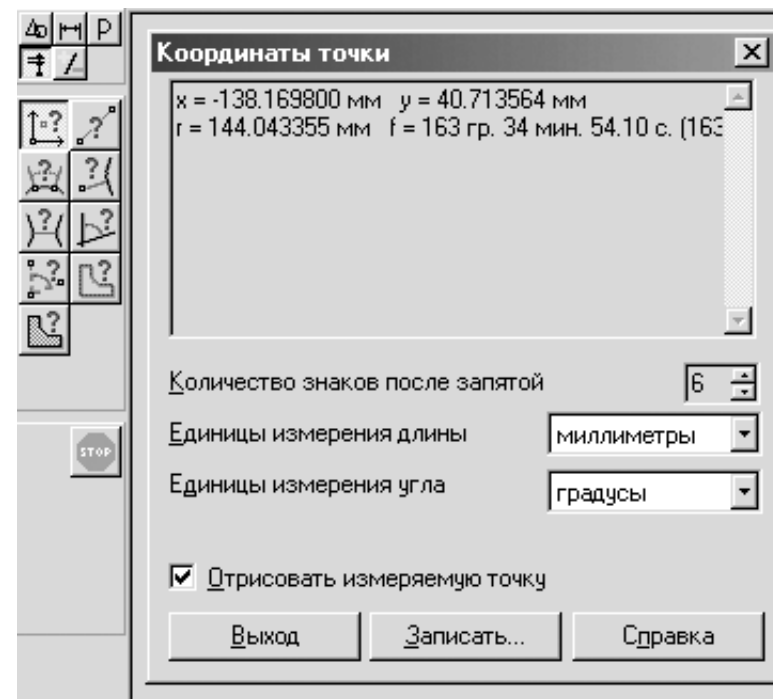 P
Координаты точки
x = -138.169800 мм y = 40.713564 мм
r = 144.043355 мм f = 163 гр. 34 мин. 54.10 с. (163
Количество знаков после запятой 6
Единицы измерения длины миллиметры
Единицы измерения угла градусы
STOP
Отрисовать измеряемую точку
Выход Записать... Справка